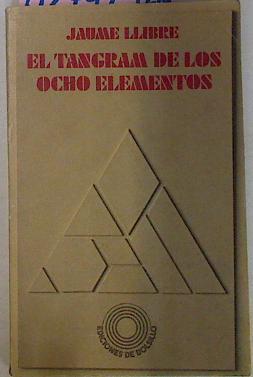 JAUME LLIBRE
EL TANGRAM DE LOS
OCHO ELEMENTOS
EDICIONES DE BOLSILLO